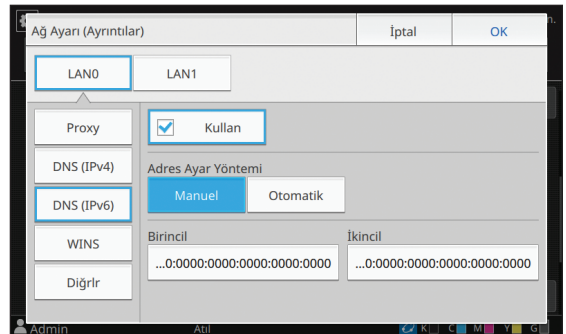 Ağ Ayarı (Ayrıntılar) İptal OK
n.
LAN0 LAN1
Proxy
Kullan
DNS (IPv4)
Adres Ayar Yöntemi
Manuel Otomatik
DNS (IPv6)
WINS
Birincil İkincil
...0:0000:0000:0000:0000:0000 ...0:0000:0000:0000:0000:0000
Diğrlr
Admin Atıl K C M Y G